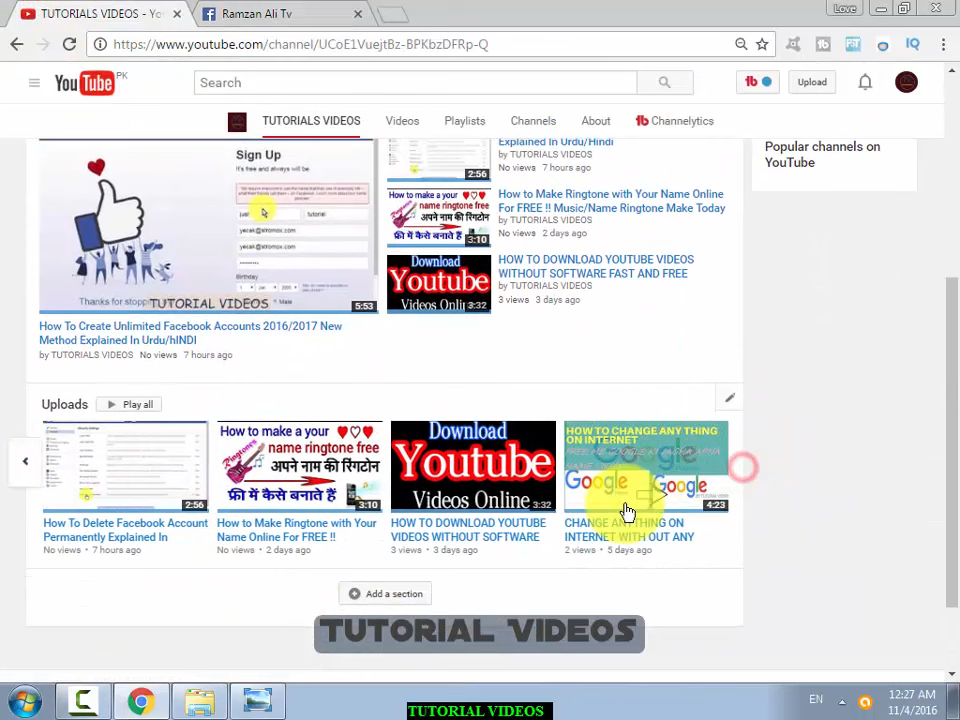 TUTORIALS VIDEOS - Yo
Ramzan Ali Tv
Love
https://www.youtube.com/channel/UCoE1VuejtBz-BPKbzDFRp-Q
YouTube PK
Search
Upload
TUTORIALS VIDEOS
Videos
Playlists
Channels
About
Channelytics
Sign Up
It's free and always will be.
just
tutorial
yecak@stromox.com
yecak@stromox.com
Birthday
Thanks for stopp
TUTORIAL VIDEOS
5:53
How To Create Unlimited Facebook Accounts 2016/2017 New
Method Explained In Urdu/hINDI
by TUTORIALS VIDEOS No views 7 hours ago
2:56
Explained In Urdu/Hindi
by TUTORIALS VIDEOS
No views • 7 hours ago
How to make a your
name ringtone free
अपने नाम की रिंगटोन
फ्री में कैसे बनाते हैं
3:10
How to Make Ringtone with Your Name Online
For FREE !! Music/Name Ringtone Make Today
by TUTORIALS VIDEOS
No views • 2 days ago
Download
Youtube
Videos Onli
3:32
HOW TO DOWNLOAD YOUTUBE VIDEOS
WITHOUT SOFTWARE FAST AND FREE
by TUTORIALS VIDEOS
3 views 3 days ago
Popular channels on
YouTube
Uploads
Play all
2:56
How To Delete Facebook Account
Permanently Explained In
No views • 7 hours ago
How to make a your
Ringtones
name ringtone free
अपने नाम की रिंगटोन
फ्री में कैसे बनाते हैं
3:10
How to Make Ringtone with Your
Name Online For FREE !!
No views • 2 days ago
Download
Youtube
Videos Online
3:32
HOW TO DOWNLOAD YOUTUBE
VIDEOS WITHOUT SOFTWARE
3 views • 3 days ago
HOW TO CHANGE ANY THING
ON INTERNET
Google
Google
4:23
CHANGE ANYTHING ON
INTERNET WITH OUT ANY
2 views • 5 days ago
Add a section
TUTORIAL VIDEOS
EN
12:27 AM
11/4/2016
TUTORIAL VIDEOS